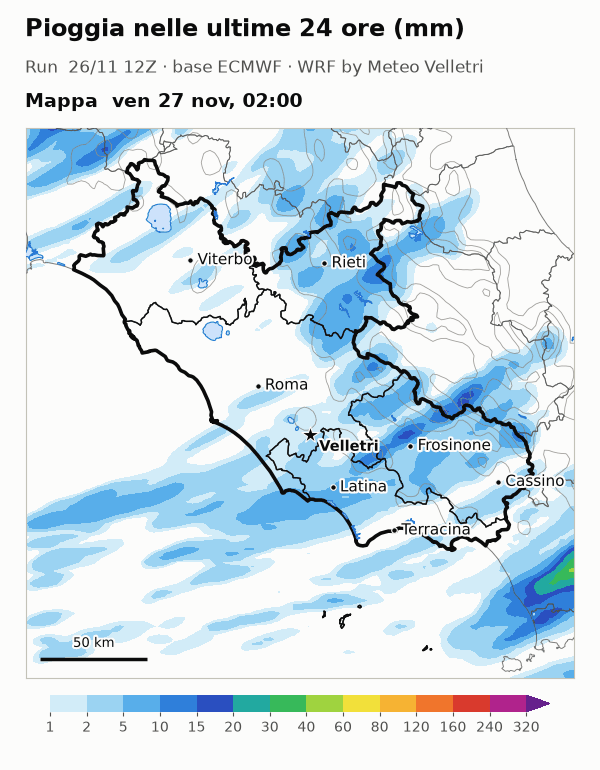 Pioggia nelle ultime 24 ore (mm)
Run  26/11 12Z · base ECMWF · WRF by Meteo Velletri
Mappa  ven 27 nov, 02:00
Viterbo
Rieti
Roma
Velletri
Frosinone
Latina
Cassino
Terracina
50 km
1 2 5 10 15 20 30 40 60 80 120 160 240 320